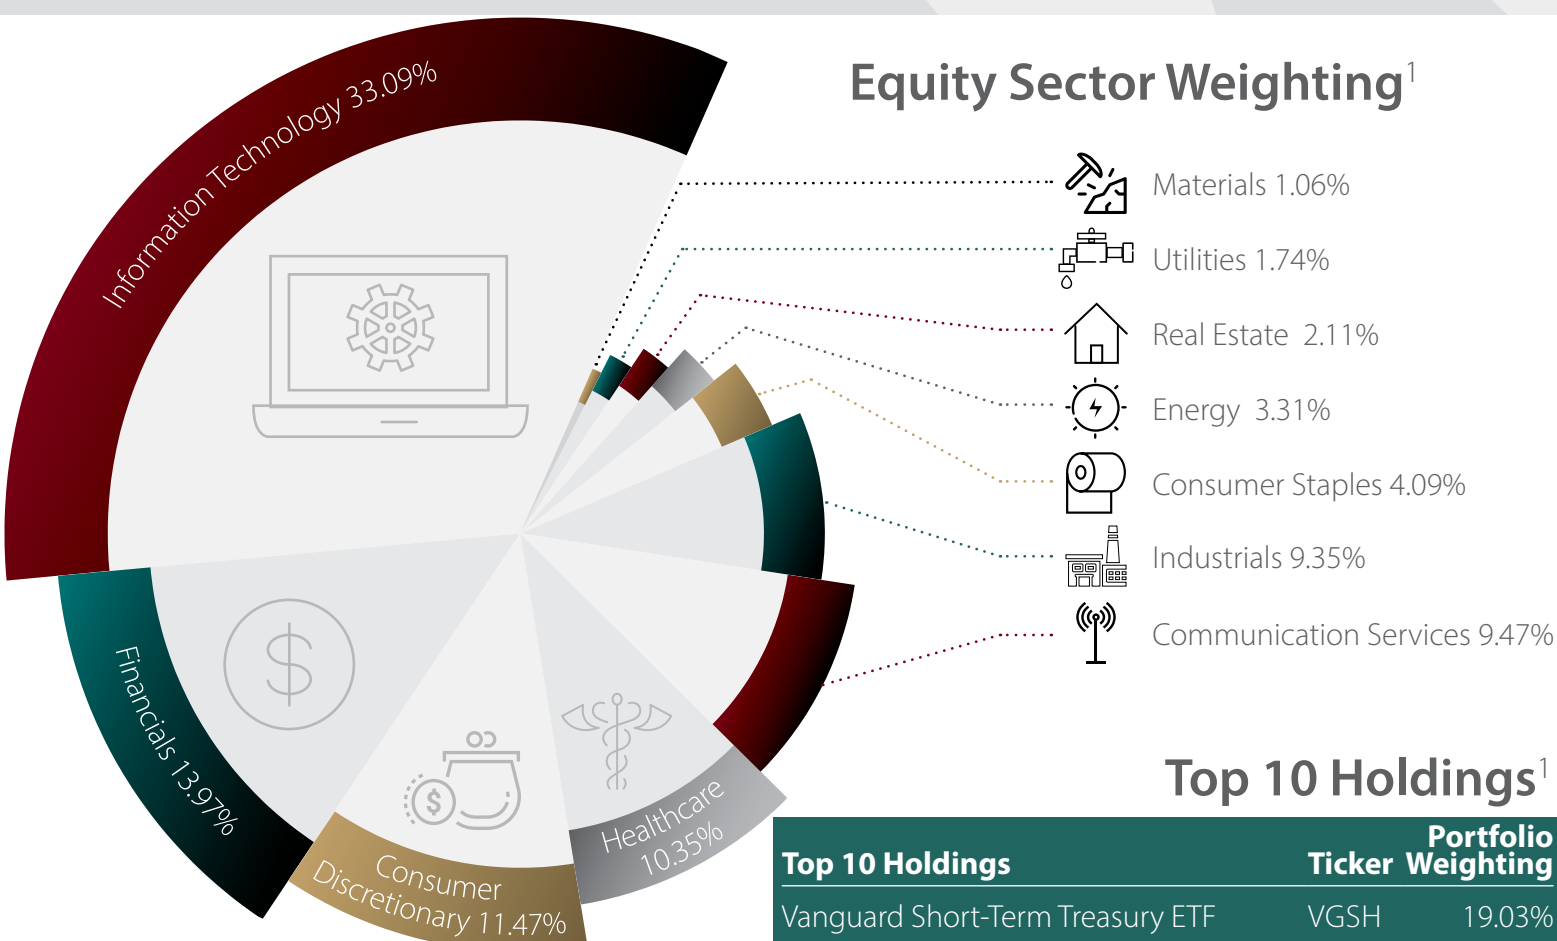 Equity Sector Weighting1
Information Technology 33.09%
Materials 1.06%
Utilities 1.74%
Real Estate 2.11%
Energy 3.31%
Consumer Staples 4.09%
Industrials 9.35%
Communication Services 9.47%
Financials 13.97%
Consumer
Discretionary 11.47%
$
$
Healthcare
10.35%
Top 10 Holdings1
Top 10 Holdings Ticker Portfolio
Weighting
Vanguard Short-Term Treasury ETF VGSH 19.03%